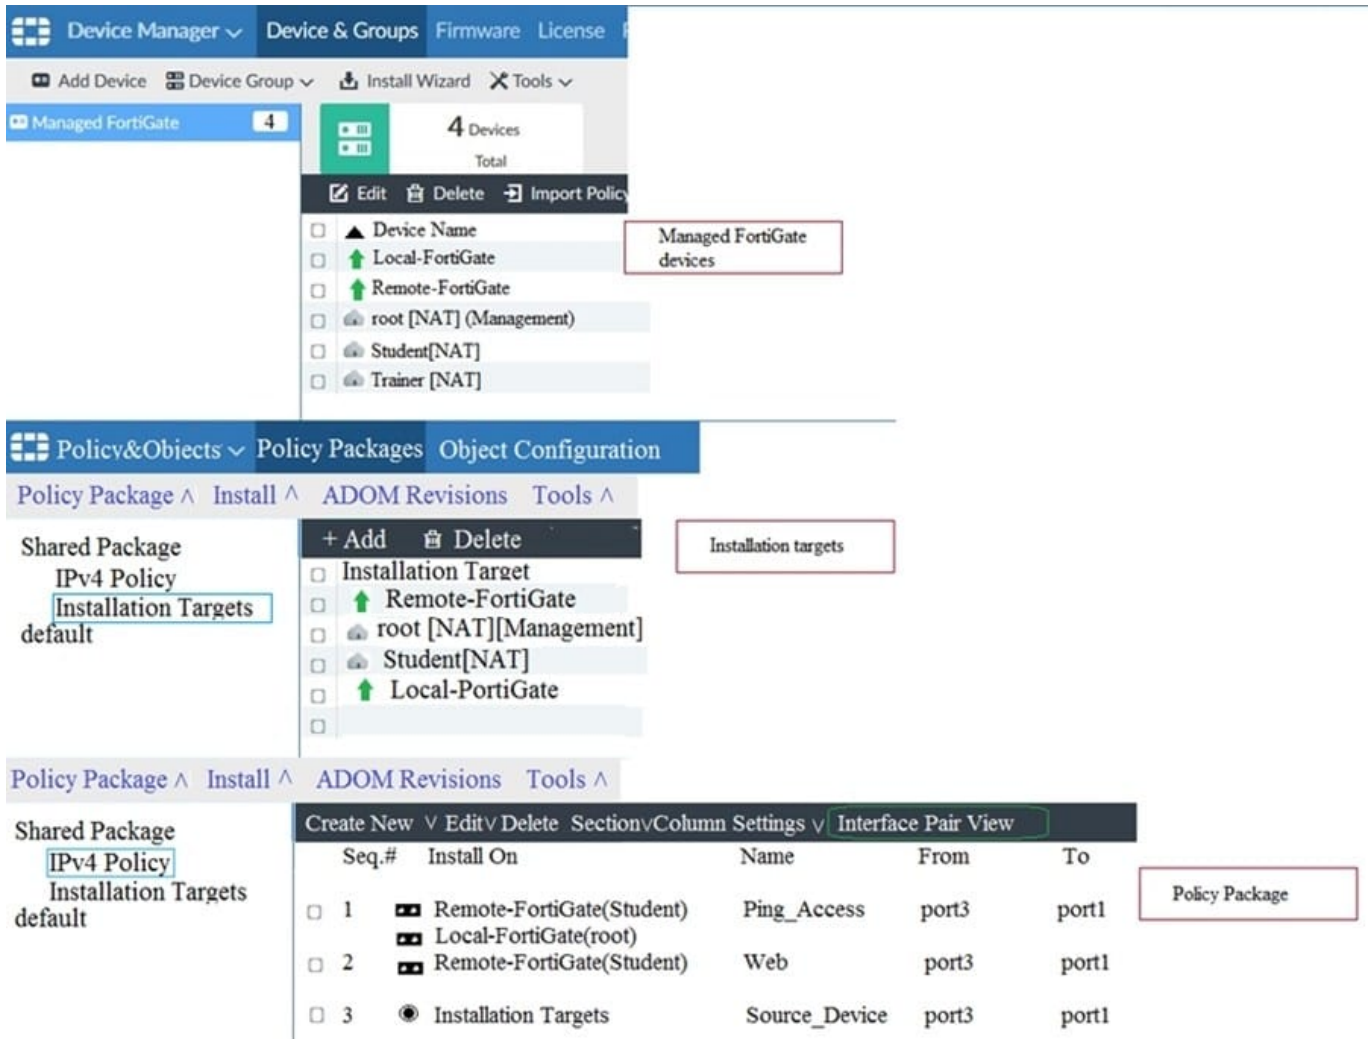 Device Manager Device & Groups Firmware License
Add Device Device Group Install Wizard Tools
Managed FortiGate 4
4 Devices
Total
Edit Delete Import Policy
Device Name
Local-FortiGate
Remote-FortiGate
root [NAT] (Management)
Student[NAT]
Trainer [NAT]
Managed FortiGate
devices
Policy&Objects Policy Packages Object Configuration
Policy Package ˄ Install ˄ ADOM Revisions Tools ˄
Shared Package
IPv4 Policy
Installation Targets
default
+ Add Delete
Installation Target
Remote-FortiGate
root [NAT][Management]
Student[NAT]
Local-PortiGate
Installation targets
Policy Package ˄ Install ˄ ADOM Revisions Tools ˄
Shared Package
IPv4 Policy
Installation Targets
default
Create New ˅ Edit˅ Delete Section˅Column Settings ˅ Interface Pair View
Seq.# Install On Name From To
1 Remote-FortiGate(Student) Ping_Access port3 port1
Local-FortiGate(root)
2 Remote-FortiGate(Student) Web port3 port1
3 Installation Targets Source_Device port3 port1
Policy Package